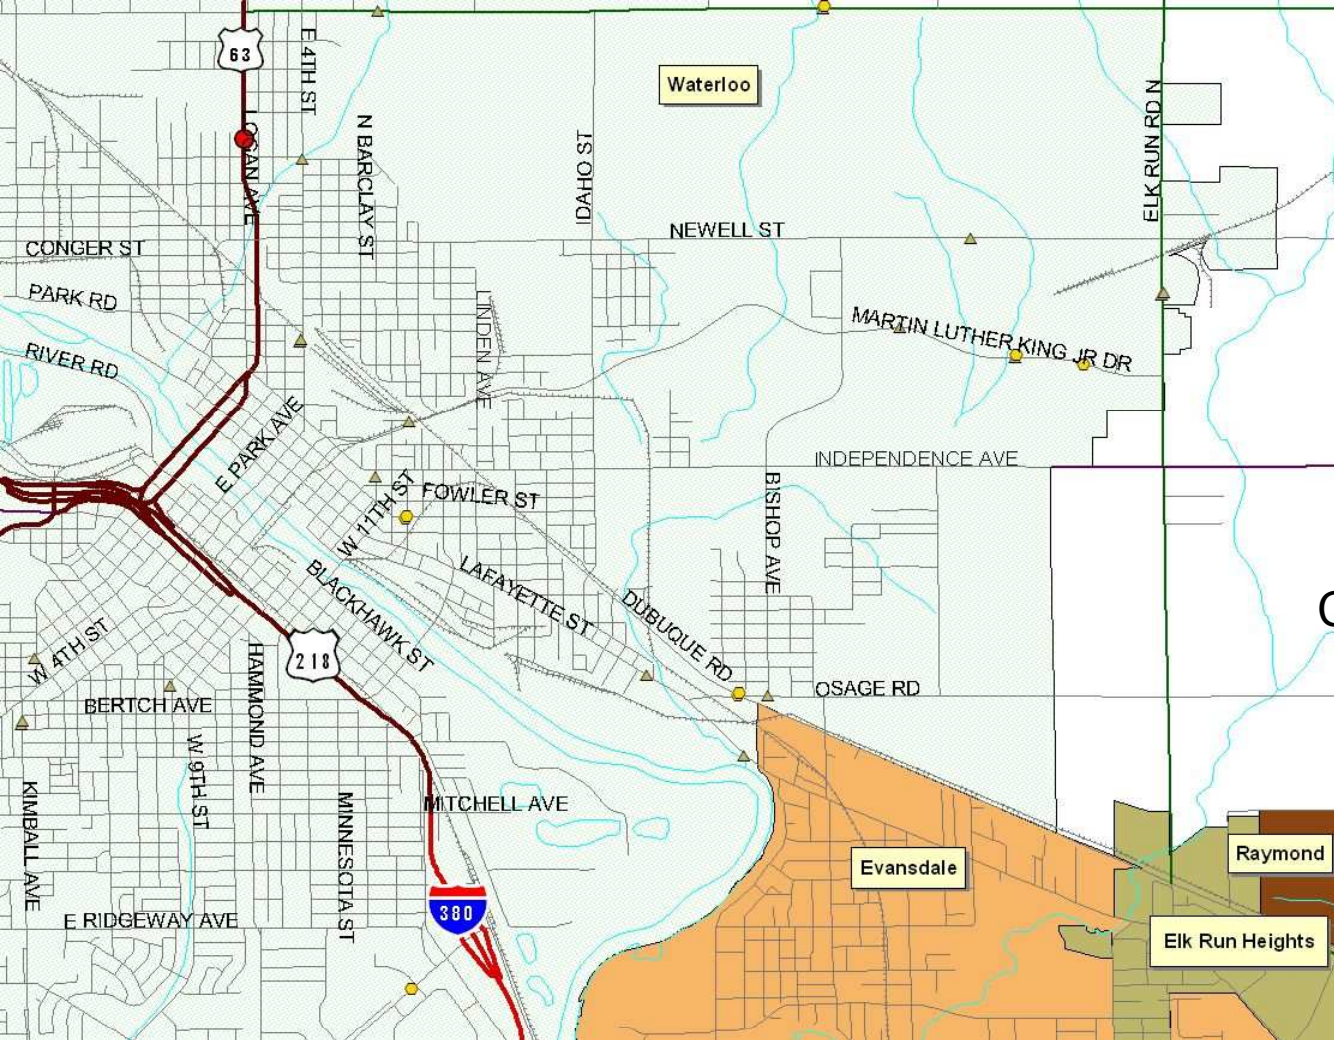 63
E 4TH ST
Waterloo
ELK RUN RD N
LOGAN AVE
N BARCLAY ST
IDAHO ST
NEWELL ST
CONGER ST
PARK RD
LINDEN AVE
MARTIN LUTHER KING JR DR
RIVER RD
E PARK AVE
INDEPENDENCE AVE
FOWLER ST
W 11TH ST
BISHOP AVE
BLACKHAWK ST
LAFAYETTE ST
DUBUQUE RD
W 4TH ST
HAMMOND AVE
218
OSAGE RD
BERTCH AVE
W 9TH ST
KIMBALL AVE
MINNESOTA ST
MITCHELL AVE
Raymond
Evansdale
380
E RIDGEWAY AVE
Elk Run Heights